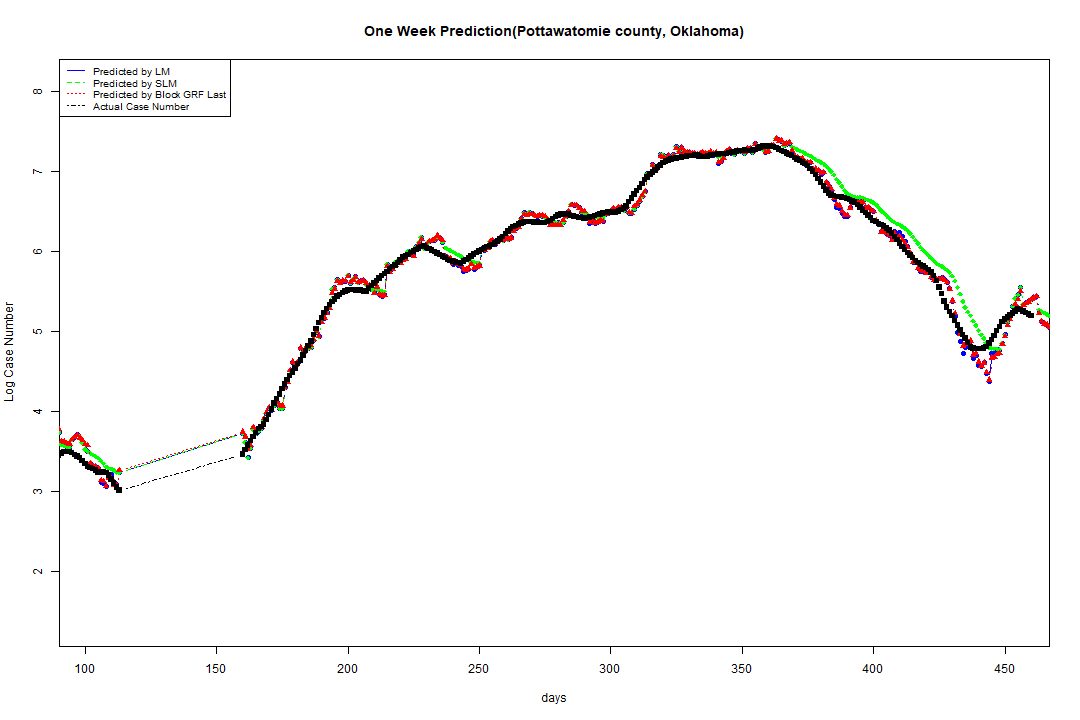 One Week Prediction(Pottawatomie county, Oklahoma)
Predicted by LM
Predicted by SLM
Predicted by Block GRF Last
Actual Case Number
8
7
6
5
4
3
2
Log Case Number
100 150 200 250 300 350 400 450
days